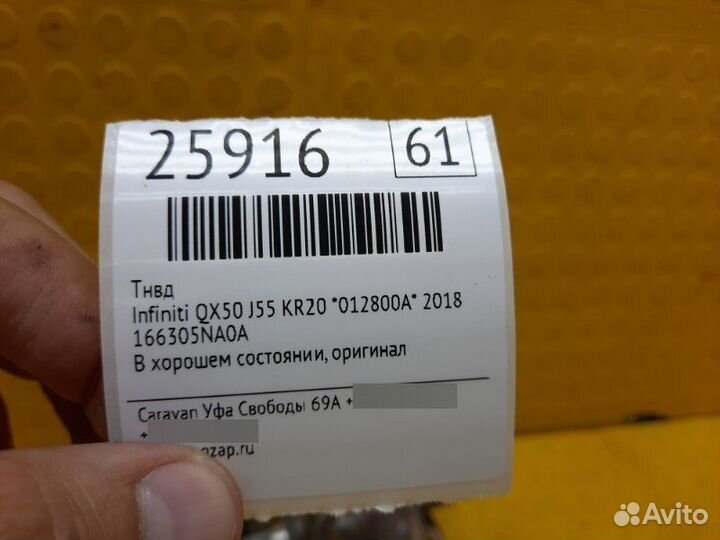 25916 61
Тнвд
Infiniti QX50 J55 KR20 *012800A* 2018
166305NA0A
В хорошем состоянии, оригинал
Caravan Уфа Свободы 69А +
+
ozap.ru
Avito